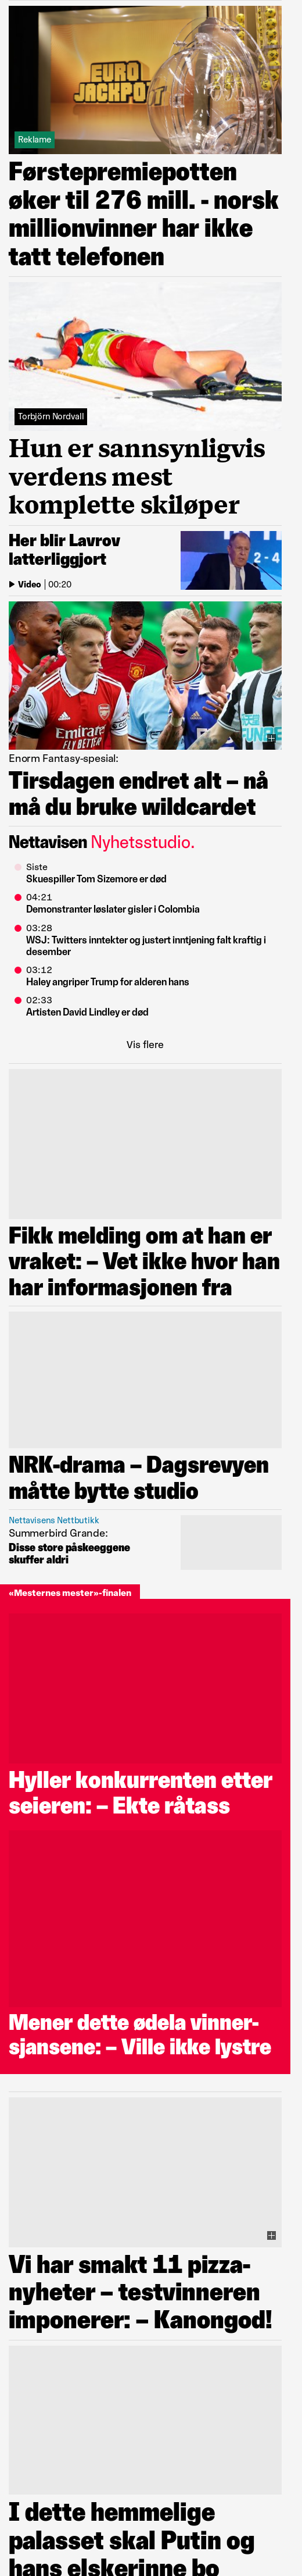 EURO
JACKPOT
Reklame
Førstepremiepotten
øker til 276 mill. - norsk
millionvinner har ikke
tatt telefonen
Torbjörn Nordvall
Hun er sannsynligvis
verdens mest
komplette skiløper
Her blir Lavrov
latterliggjort
Video | 00:20
2 - 4
Enorm Fantasy-spesial:
Tirsdagen endret alt – nå
må du bruke wildcardet
Nettavisen Nyhetsstudio.
Siste
Skuespiller Tom Sizemore er død
04:21
Demonstranter løslater gisler i Colombia
03:28
WSJ: Twitters inntekter og justert inntjening falt kraftig i
desember
03:12
Haley angriper Trump for alderen hans
02:33
Artisten David Lindley er død
Vis flere
Fikk melding om at han er
vraket: – Vet ikke hvor han
har informasjonen fra
NRK-drama – Dagsrevyen
måtte bytte studio
Nettavisens Nettbutikk
Summerbird Grande:
Disse store påskeeggene
skuffer aldri
«Mesternes mester»-finalen
Hyller konkurrenten etter
seieren: – Ekte råtass
Mener dette ødela vinner-
sjansene: – Ville ikke lystre
Vi har smakt 11 pizza-
nyheter – testvinneren
imponerer: – Kanongod!
I dette hemmelige
palasset skal Putin og
hans elskerinne bo